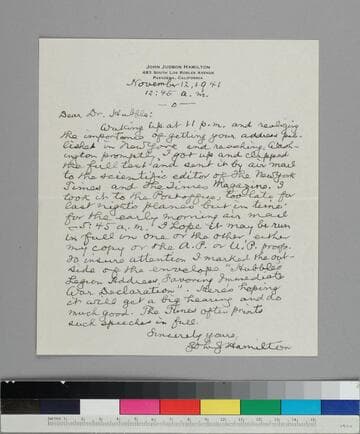 JOHN JUDSON HAMILTON
483 SOUTH LOS ROBLES AVENUE
PASADENA, CALIFORNIA
November 12, 1941
12:45 a.m.
Dear Dr. Hubble:
Waking up at 11 p.m. and realizing
the importance of getting your address pub-
lished in New York and reaching Wash-
ington promptly, I got up and clipped
the full text and sent it by air mail
to the scientific editor of The New York
Times and The Times Magazine. I
took it to the Postoffice, too late for
last night's planes but in time
for the early morning air mail
5:45 a.m. I hope it may be run
in full in one or the other, either
my copy or the A.P. or U.P. proofs.
To insure attention I marked the out-
side of the envelope "Hubble's
Legion Address Favoring Immediate
War Declaration". Here's hoping
it will get a big hearing and do
much good. The Times often prints
such speeches in full.
Sincerely yours,
John J. Hamilton